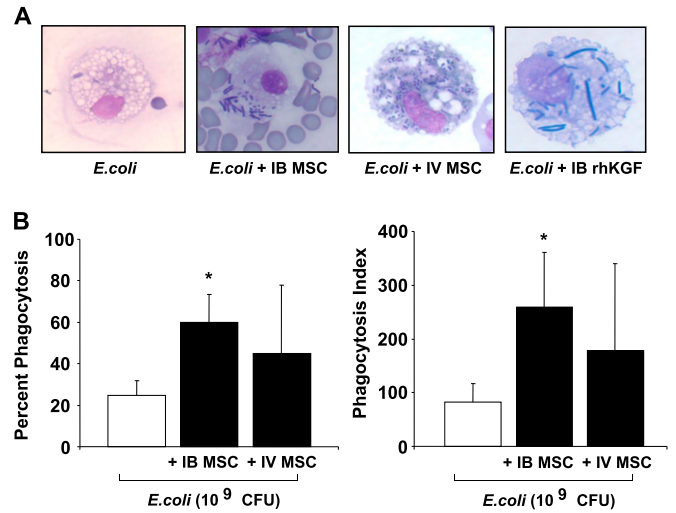 A
E.coli
E.coli + IB MSC
E.coli + IV MSC
E.coli + IB rhKGF
B
Percent Phagocytosis
100
80
60
40
20
0
*
+ IB MSC + IV MSC
E.coli (10 9 CFU)
Phagocytosis Index
400
300
200
100
0
*
+ IB MSC + IV MSC
E.coli (10 9 CFU)